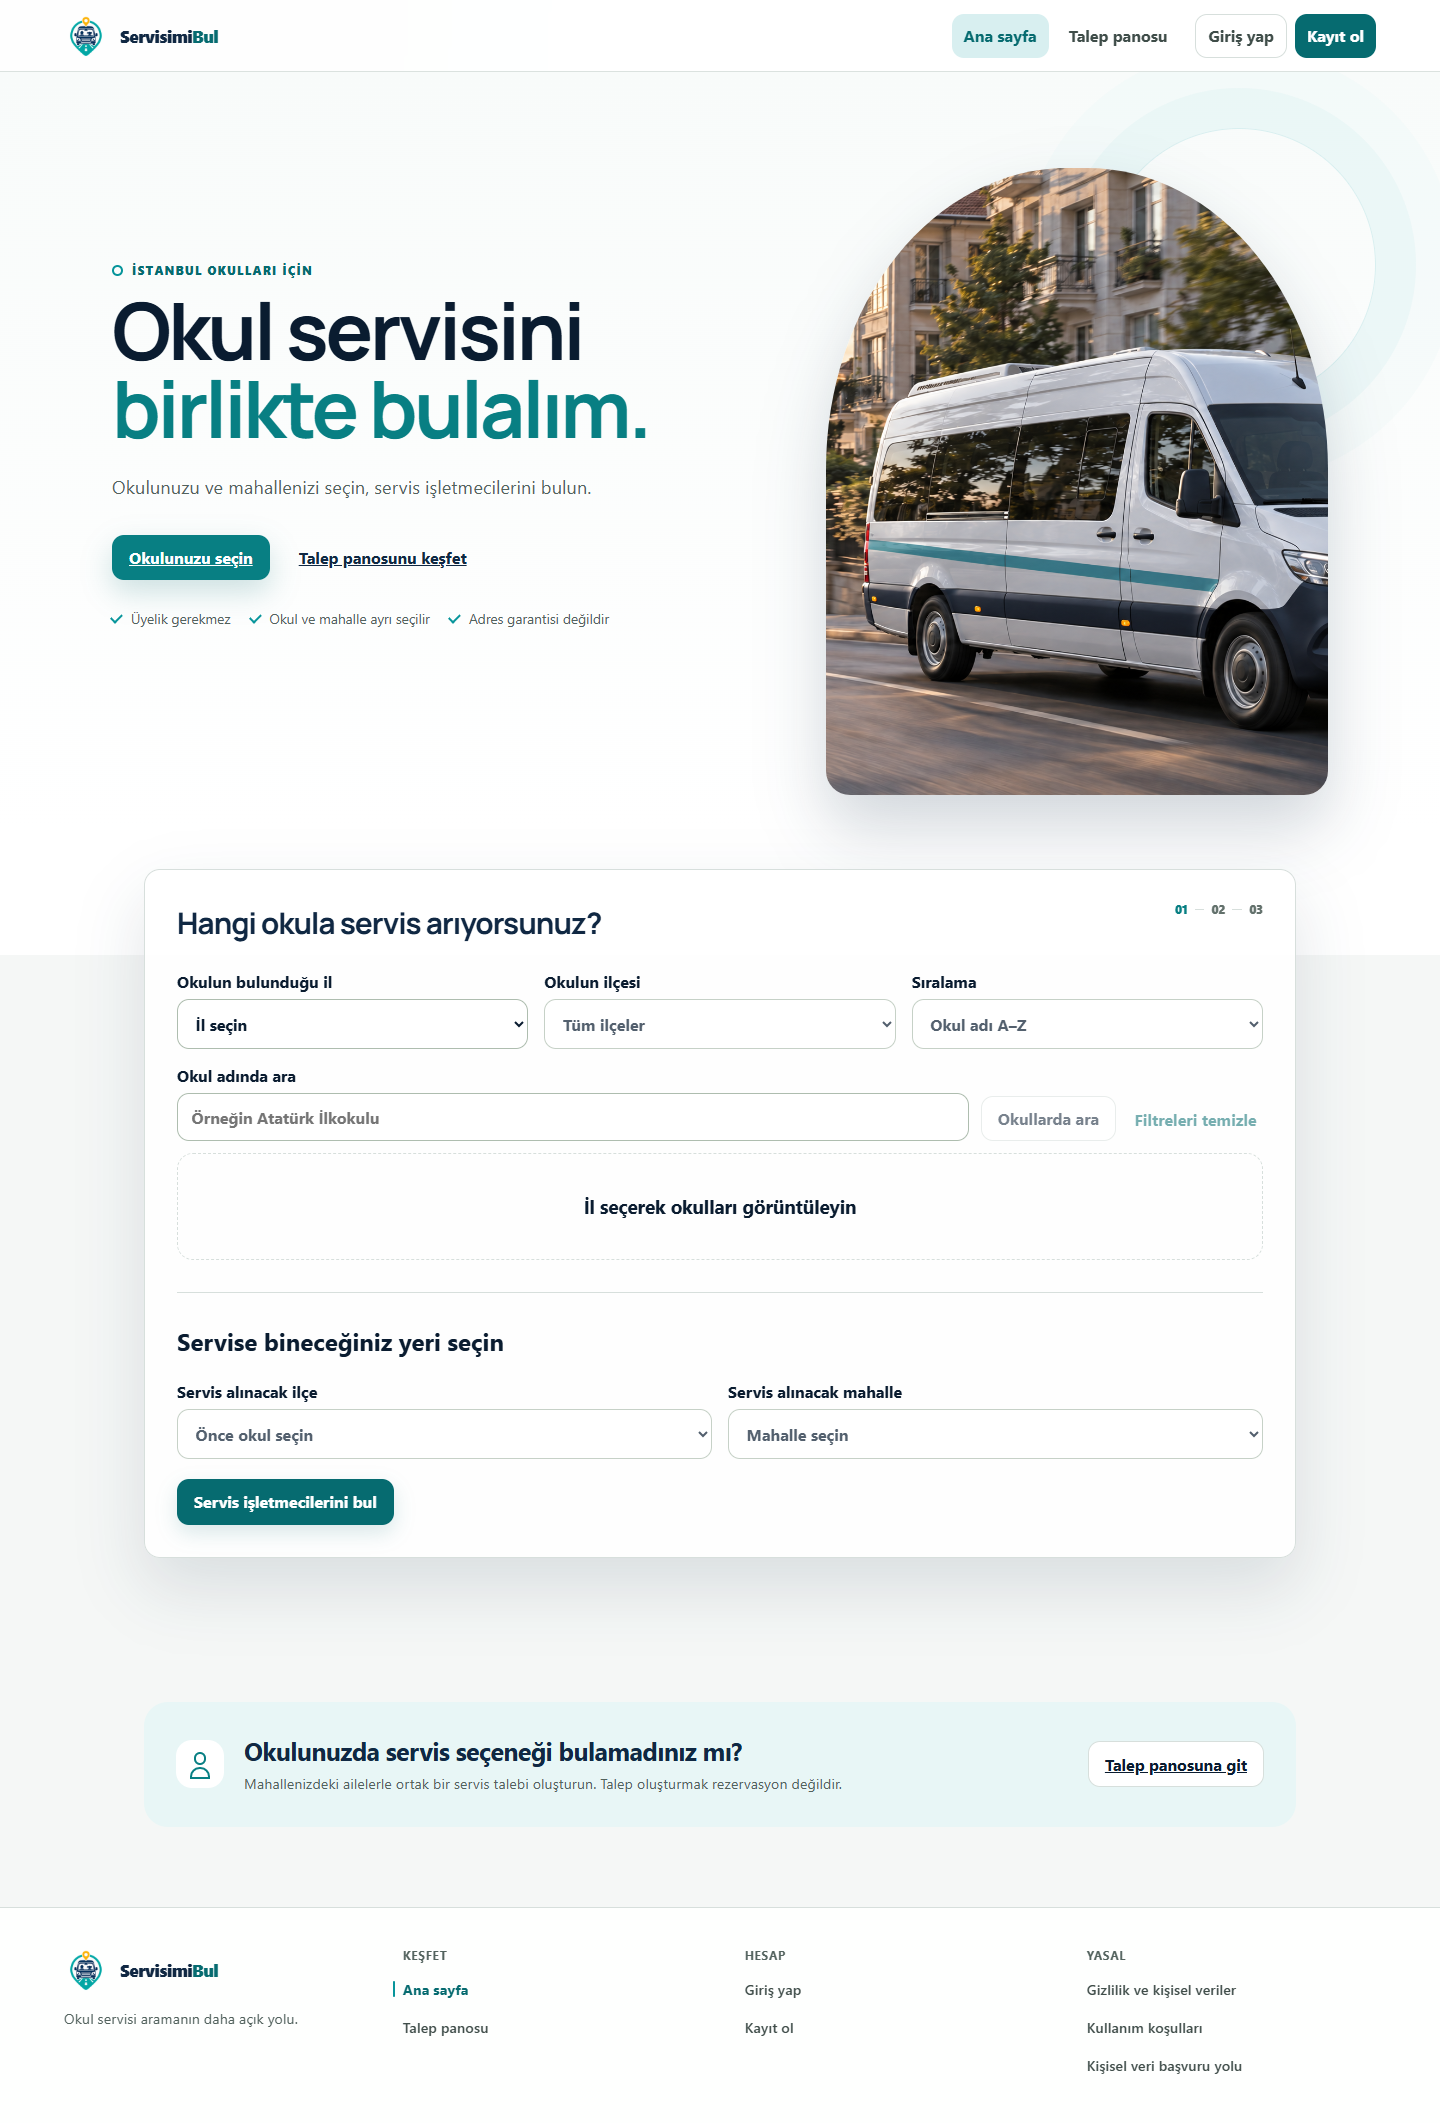 ServisimiBul
Ana sayfa
Talep panosu
Giriş yap
Kayıt ol
İSTANBUL OKULLARI İÇİN
Okul servisini
birlikte bulalım.
Okulunuzu ve mahallenizi seçin, servis işletmecilerini bulun.
Okulunuzu seçin
Talep panosunu keşfet
Üyelik gerekmez
Okul ve mahalle ayrı seçilir
Adres garantisi değildir
Hangi okula servis arıyorsunuz?
01 — 02 — 03
Okulun bulunduğu il
Okulun ilçesi
Sıralama
İl seçin
Tüm ilçeler
Okul adı A–Z
Okul adında ara
Örneğin Atatürk İlkokulu
Okullarda ara
Filtreleri temizle
İl seçerek okulları görüntüleyin
Servise bineceğiniz yeri seçin
Servis alınacak ilçe
Servis alınacak mahalle
Önce okul seçin
Mahalle seçin
Servis işletmecilerini bul
Okulunuzda servis seçeneği bulamadınız mı?
Mahallenizdeki ailelerle ortak bir servis talebi oluşturun. Talep oluşturmak rezervasyon değildir.
Talep panosuna git
ServisimiBul
Okul servisi aramanın daha açık yolu.
KEŞFET
Ana sayfa
Talep panosu
HESAP
Giriş yap
Kayıt ol
YASAL
Gizlilik ve kişisel veriler
Kullanım koşulları
Kişisel veri başvuru yolu